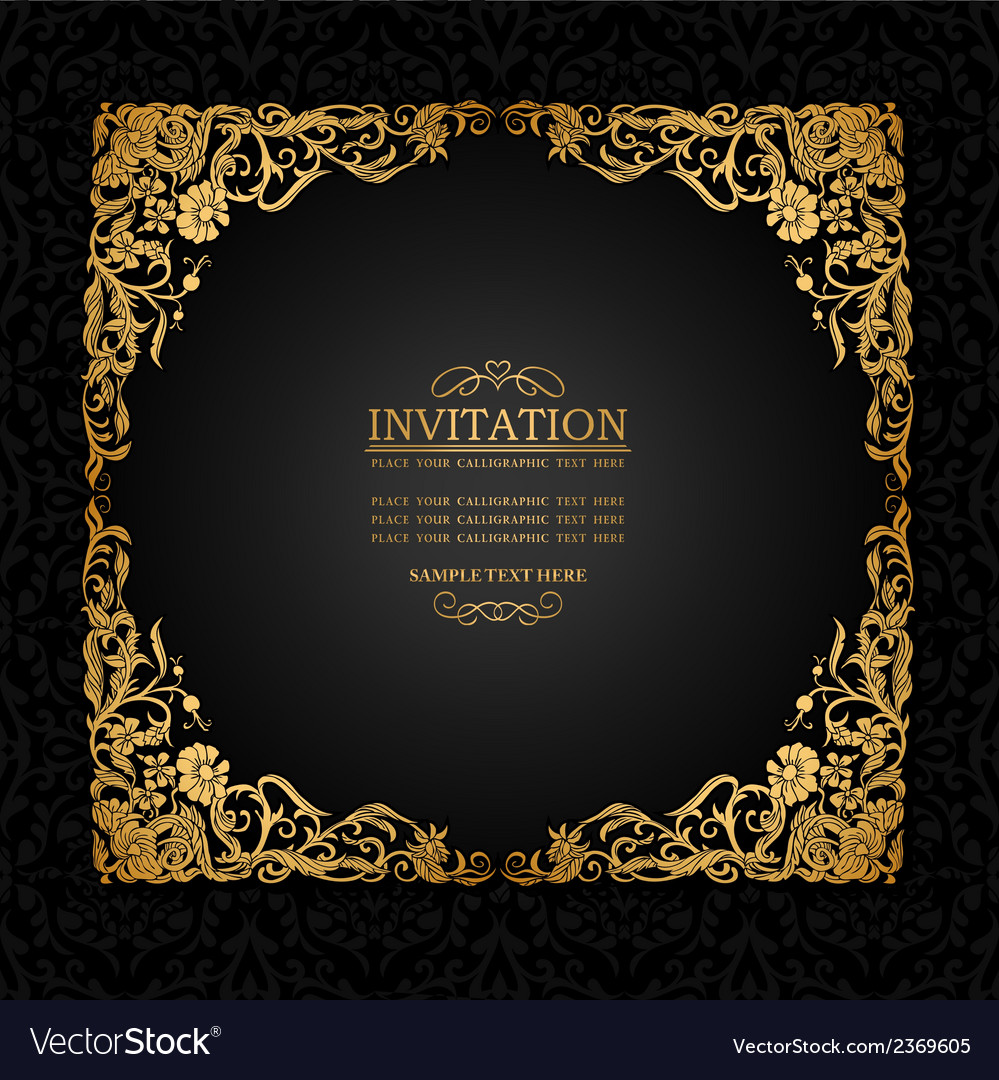 INVITATION
PLACE YOUR CALLIGRAPHIC TEXT HERE
PLACE YOUR CALLIGRAPHIC TEXT HERE
PLACE YOUR CALLIGRAPHIC TEXT HERE
PLACE YOUR CALLIGRAPHIC TEXT HERE
SAMPLE TEXT HERE
VectorStock®
VectorStock.com/2369605